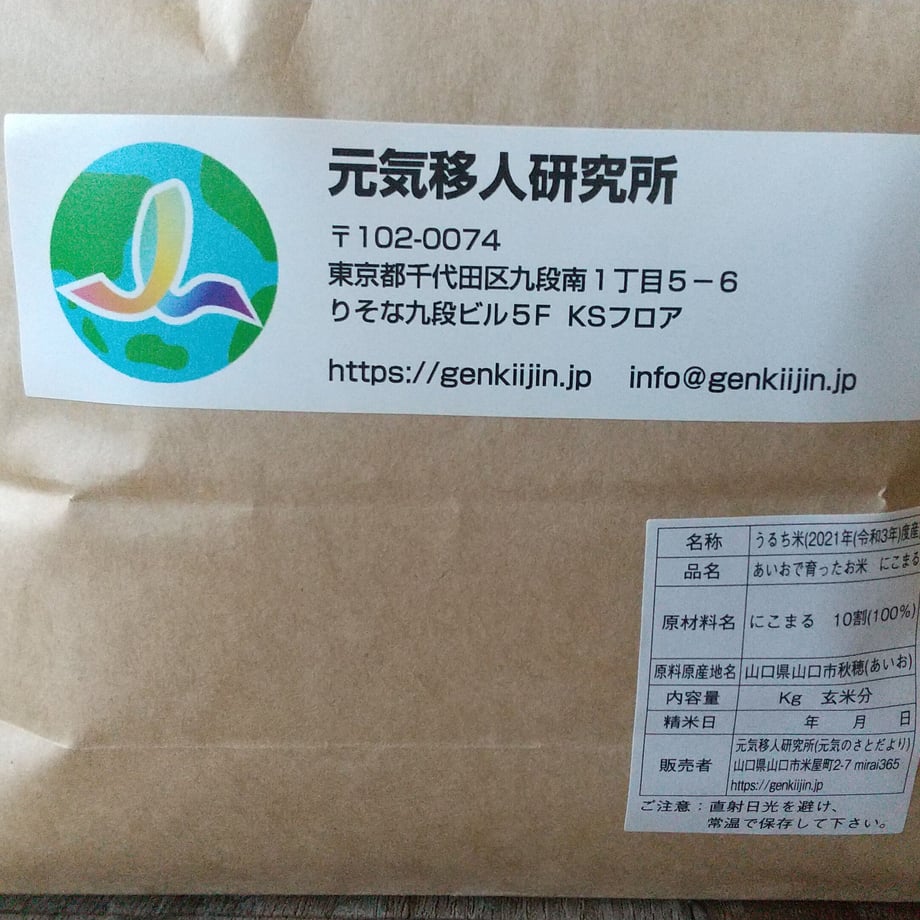 元気移人研究所
〒102-0074
東京都千代田区九段南1丁目5-6
りそな九段ビル5F KSフロア
https://genkiijin.jp info@genkiijin.jp
名称 うるち米(2021年(令和3年)度産
品名 あいおで育ったお米 にこまる
原材料名 にこまる 10割(100%)
原料原産地名 山口県山口市秋穂(あいお)
内容量 Kg 玄米分
精米日 年 月 日
販売者 元気移人研究所(元気のさとだより)
山口県山口市米屋町2-7 mirai365
https://genkiijin.jp
ご注意：直射日光を避け、
常温で保存して下さい。